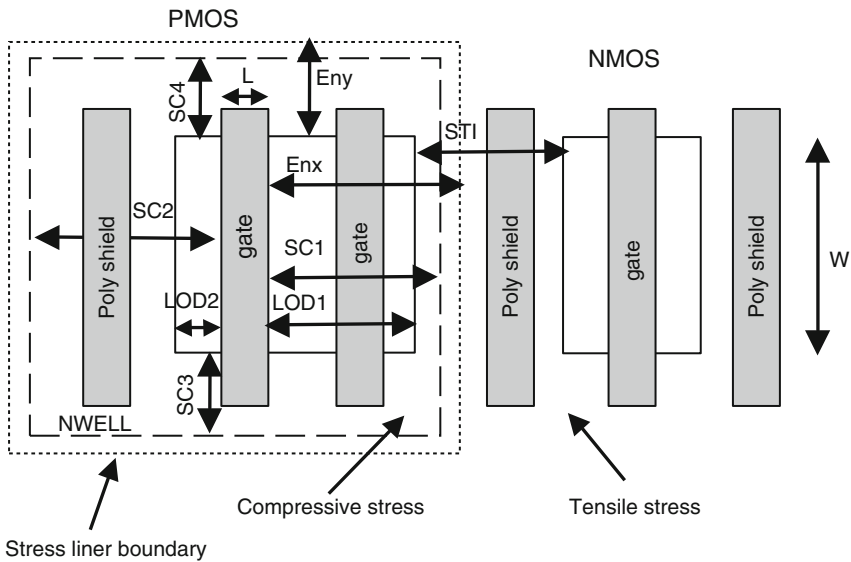 PMOS
NMOS
L
Eny
SC4
STI
Enx
SC2
Poly shield
gate
gate
SC1
Poly shield
gate
Poly shield
W
LOD2
LOD1
SC3
NWELL
Compressive stress
Tensile stress
Stress liner boundary